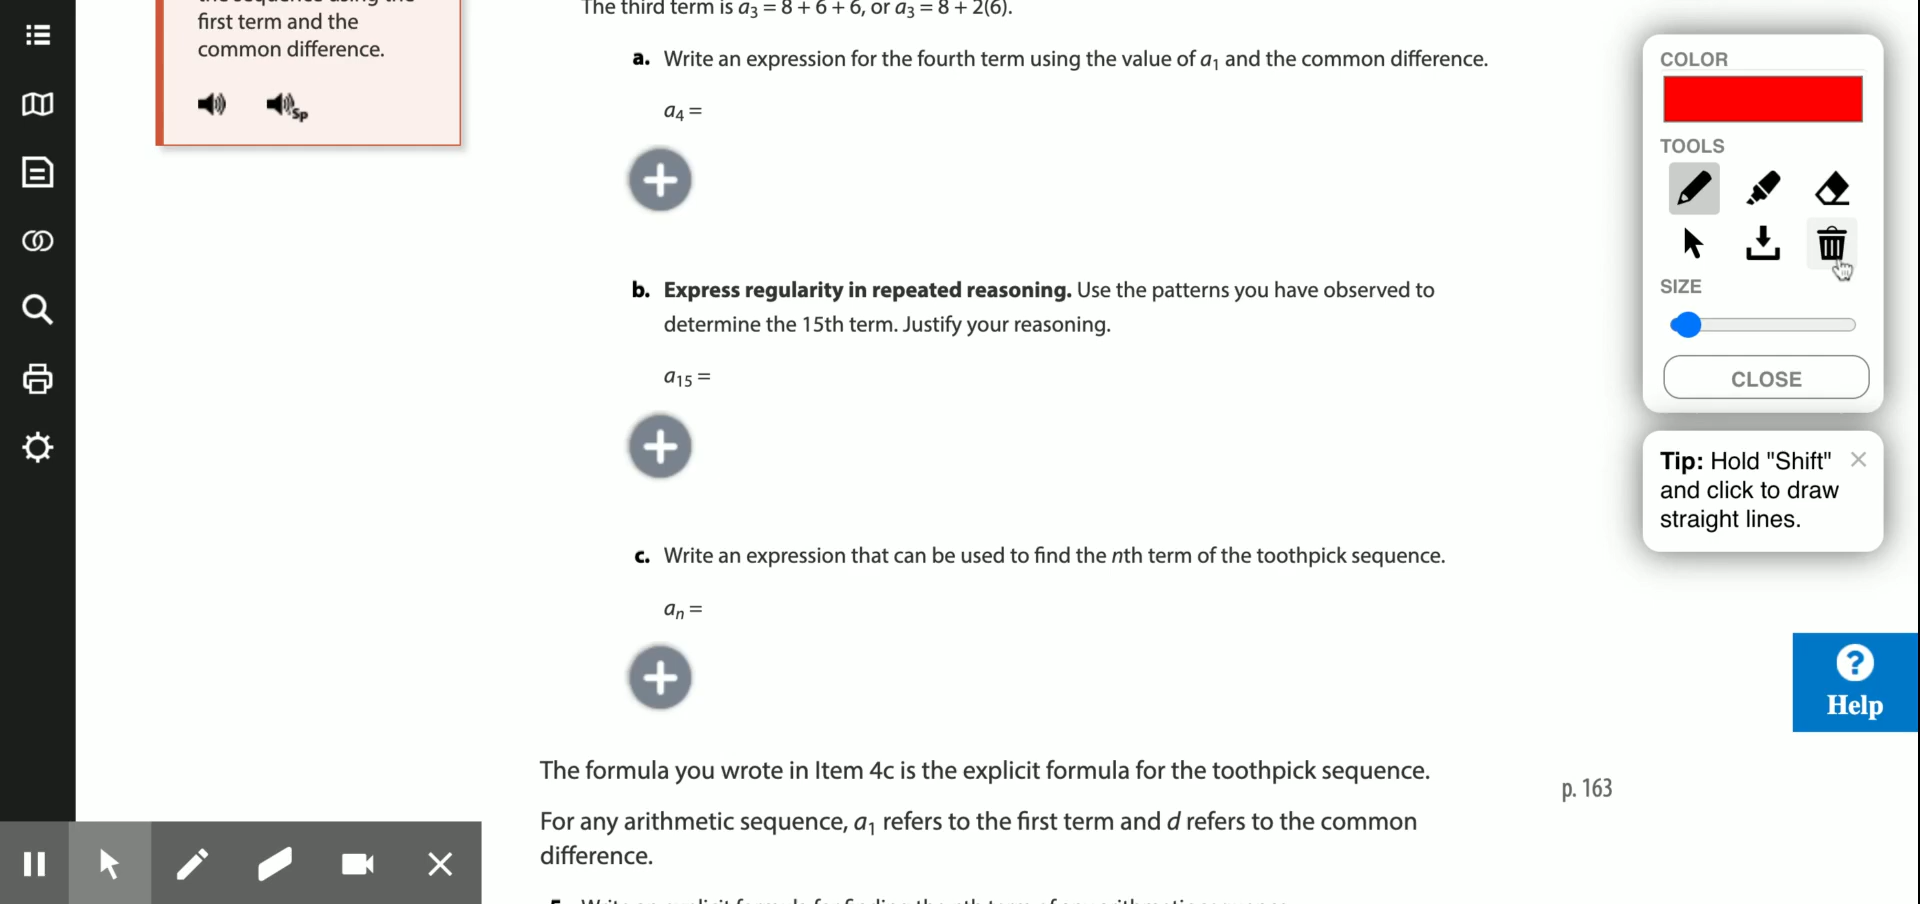 first term and the
common difference.
Sp
The third term is a₃ = 8 + 6 + 6, or a₃ = 8 + 2(6).
a. Write an expression for the fourth term using the value of a₁ and the common difference.
a₄ =
b. Express regularity in repeated reasoning. Use the patterns you have observed to
determine the 15th term. Justify your reasoning.
a₁₅ =
c. Write an expression that can be used to find the nth term of the toothpick sequence.
aₙ =
The formula you wrote in Item 4c is the explicit formula for the toothpick sequence.
p. 163
For any arithmetic sequence, a₁ refers to the first term and d refers to the common
difference.
COLOR
TOOLS
SIZE
CLOSE
Tip: Hold "Shift"
and click to draw
straight lines.
Help